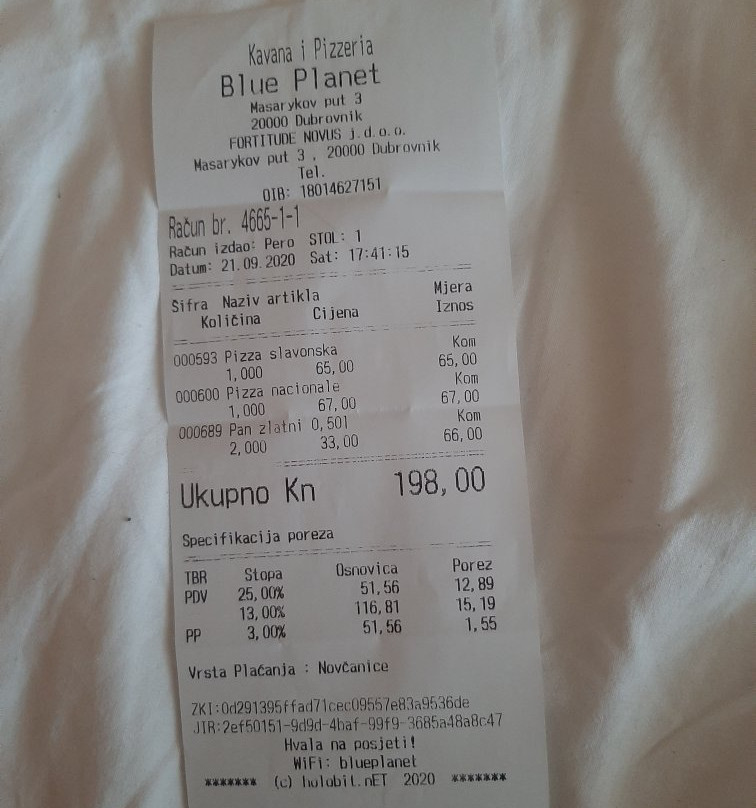 Kavana i Pizzeria
Blue Planet
Masarykov put 3
20000 Dubrovnik
FORTITUDE NOVUS j.d.o.o.
Masarykov put 3 , 20000 Dubrovnik
Tel.
OIB: 18014627151
Račun br. 4665-1-1
Račun izdao: Pero STOL: 1
Datum: 21.09.2020 Sat: 17:41:15
Šifra Naziv artikla Mjera
Količina Cijena Iznos
000593 Pizza slavonska Kom
1,000 65,00 65,00
000600 Pizza nacionale Kom
1,000 67,00 67,00
000689 Pan zlatni 0,50l Kom
2,000 33,00 66,00
Ukupno Kn 198,00
Specifikacija poreza
TBR Stopa Osnovica Porez
PDV 25,00% 51,56 12,89
13,00% 116,81 15,19
PP 3,00% 51,56 1,55
Vrsta Plaćanja : Novčanice
ZKI:0d291395ffad71cec09557e83a9536de
JIR:2ef50151-9d9d-4baf-99f9-3685a48a8c47
Hvala na posjeti!
WiFi: blueplanet
******* (c) holobit.nET 2020 *******